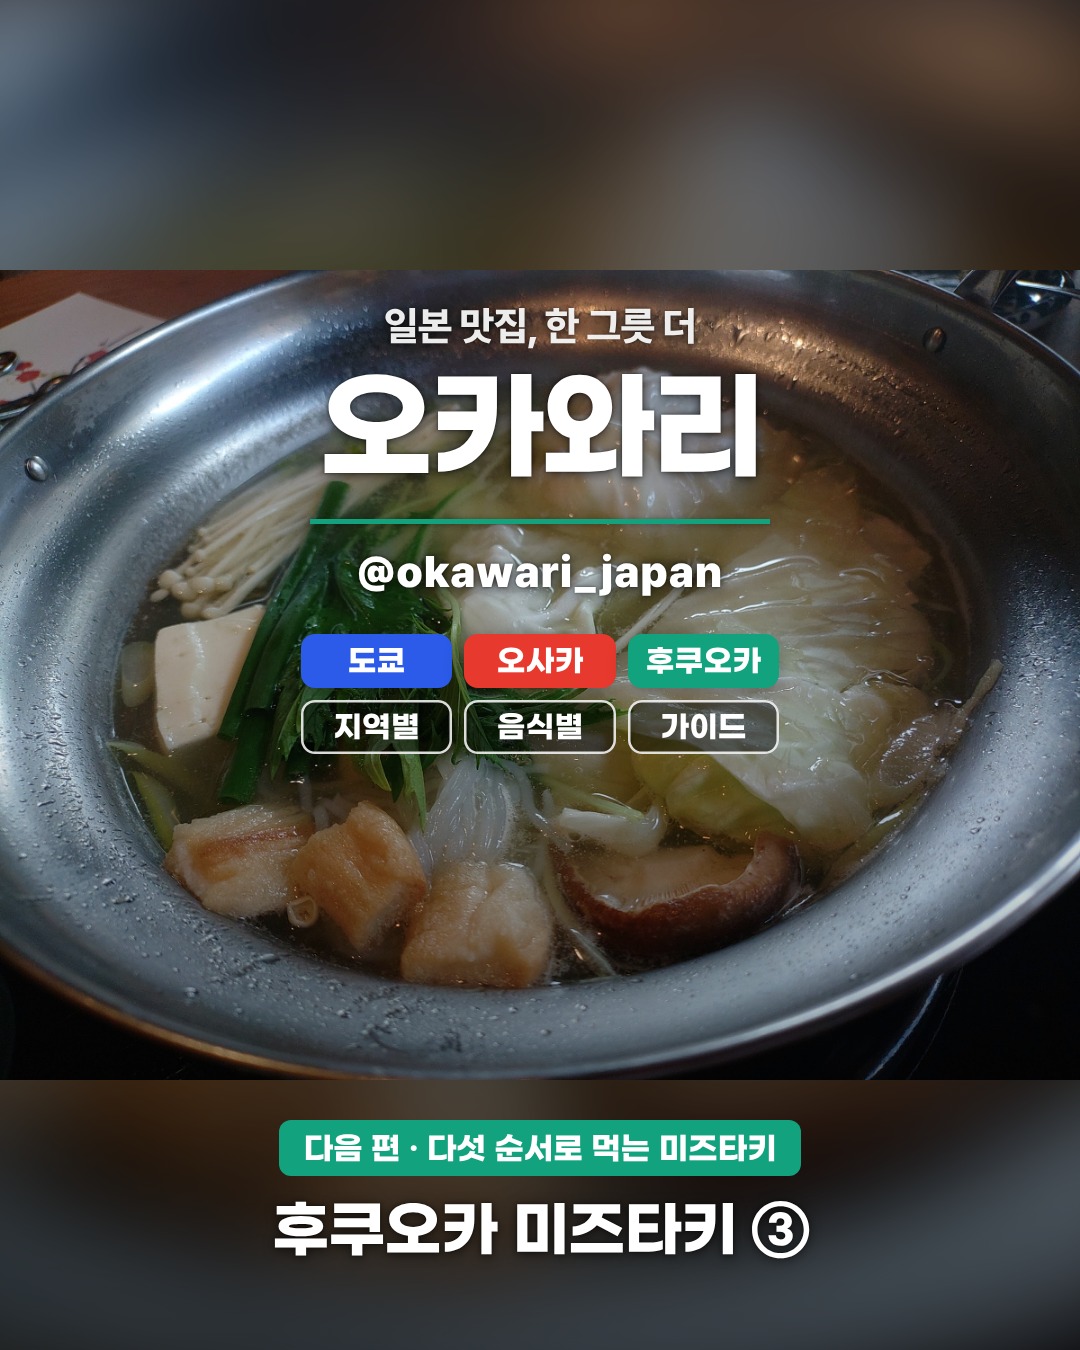 일본 맛집, 한 그릇 더
오카와리
@okawari_japan
도쿄 오사카 후쿠오카
지역별 음식별 가이드
다음 편 · 다섯 순서로 먹는 미즈타키
후쿠오카 미즈타키 ③